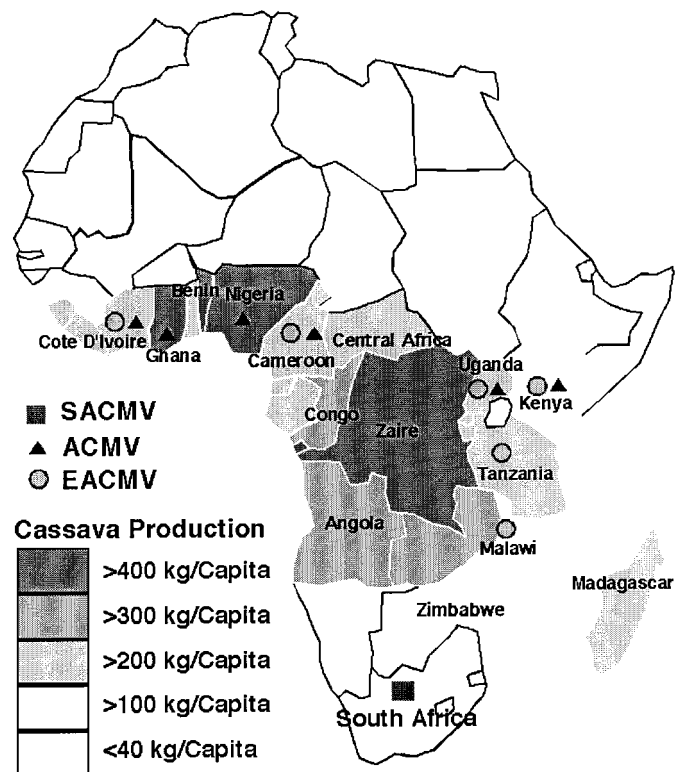 Benin
Nigeria
Cote D'Ivoire
Ghana
Cameroon
Central Africa
Uganda
Kenya
Congo
Zaire
Tanzania
Angola
Malawi
Madagascar
Zimbabwe
South Africa
SACMV
ACMV
EACMV
Cassava Production
>400 kg/Capita
>300 kg/Capita
>200 kg/Capita
>100 kg/Capita
<40 kg/Capita